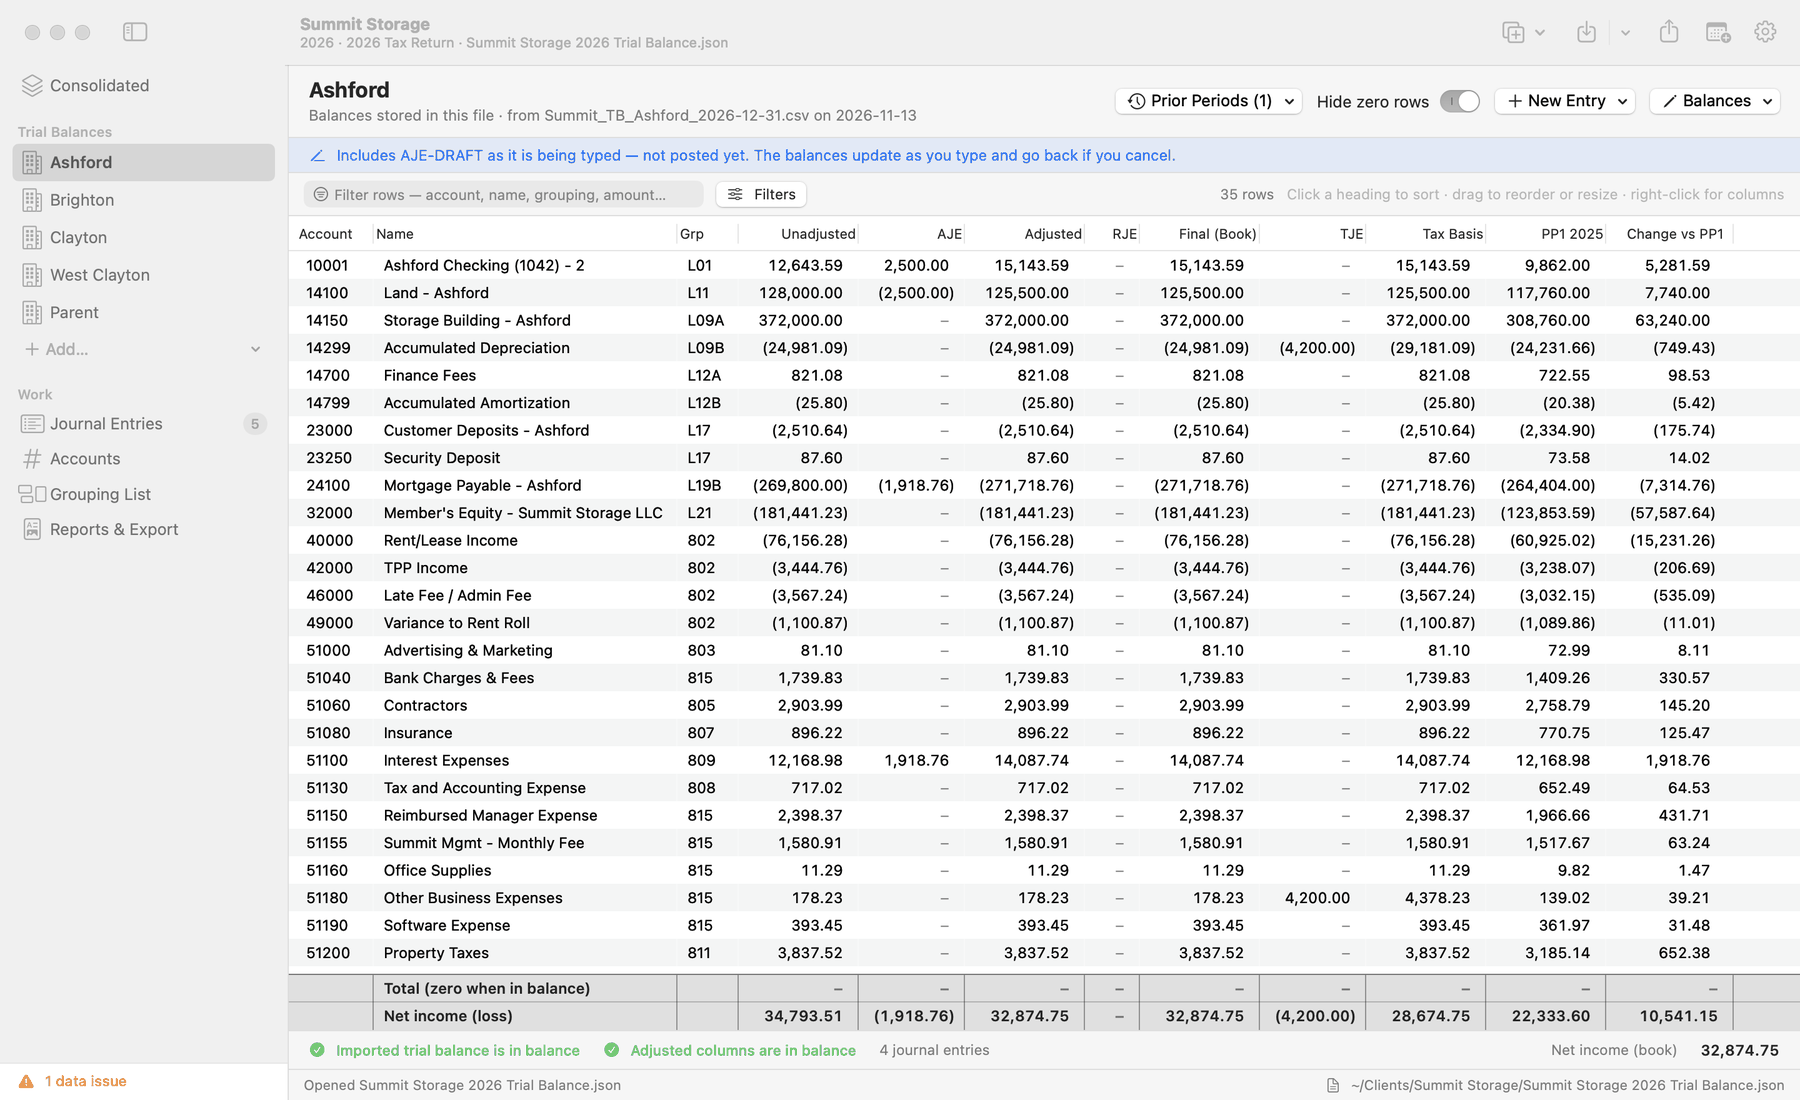 Summit Storage
2026 · 2026 Tax Return · Summit Storage 2026 Trial Balance.json
Consolidated
Trial Balances
Ashford
Brighton
Clayton
West Clayton
Parent
Add...
Work
Journal Entries 5
Accounts
Grouping List
Reports & Export
1 data issue
Ashford
Balances stored in this file · from Summit_TB_Ashford_2026-12-31.csv on 2026-11-13
Prior Periods (1) Hide zero rows New Entry Balances
Includes AJE-DRAFT as it is being typed — not posted yet. The balances update as you type and go back if you cancel.
Filter rows — account, name, grouping, amount... Filters 35 rows Click a heading to sort · drag to reorder or resize · right-click for columns
Account Name Grp Unadjusted AJE Adjusted RJE Final (Book) TJE Tax Basis PP1 2025 Change vs PP1
10001 Ashford Checking (1042) - 2 L01 12,643.59 2,500.00 15,143.59 – 15,143.59 – 15,143.59 9,862.00 5,281.59
14100 Land - Ashford L11 128,000.00 (2,500.00) 125,500.00 – 125,500.00 – 125,500.00 117,760.00 7,740.00
14150 Storage Building - Ashford L09A 372,000.00 – 372,000.00 – 372,000.00 – 372,000.00 308,760.00 63,240.00
14299 Accumulated Depreciation L09B (24,981.09) – (24,981.09) – (24,981.09) (4,200.00) (29,181.09) (24,231.66) (749.43)
14700 Finance Fees L12A 821.08 – 821.08 – 821.08 – 821.08 722.55 98.53
14799 Accumulated Amortization L12B (25.80) – (25.80) – (25.80) – (25.80) (20.38) (5.42)
23000 Customer Deposits - Ashford L17 (2,510.64) – (2,510.64) – (2,510.64) – (2,510.64) (2,334.90) (175.74)
23250 Security Deposit L17 87.60 – 87.60 – 87.60 – 87.60 73.58 14.02
24100 Mortgage Payable - Ashford L19B (269,800.00) (1,918.76) (271,718.76) – (271,718.76) – (271,718.76) (264,404.00) (7,314.76)
32000 Member's Equity - Summit Storage LLC L21 (181,441.23) – (181,441.23) – (181,441.23) – (181,441.23) (123,853.59) (57,587.64)
40000 Rent/Lease Income 802 (76,156.28) – (76,156.28) – (76,156.28) – (76,156.28) (60,925.02) (15,231.26)
42000 TPP Income 802 (3,444.76) – (3,444.76) – (3,444.76) – (3,444.76) (3,238.07) (206.69)
46000 Late Fee / Admin Fee 802 (3,567.24) – (3,567.24) – (3,567.24) – (3,567.24) (3,032.15) (535.09)
49000 Variance to Rent Roll 802 (1,100.87) – (1,100.87) – (1,100.87) – (1,100.87) (1,089.86) (11.01)
51000 Advertising & Marketing 803 81.10 – 81.10 – 81.10 – 81.10 72.99 8.11
51040 Bank Charges & Fees 815 1,739.83 – 1,739.83 – 1,739.83 – 1,739.83 1,409.26 330.57
51060 Contractors 805 2,903.99 – 2,903.99 – 2,903.99 – 2,903.99 2,758.79 145.20
51080 Insurance 807 896.22 – 896.22 – 896.22 – 896.22 770.75 125.47
51100 Interest Expenses 809 12,168.98 1,918.76 14,087.74 – 14,087.74 – 14,087.74 12,168.98 1,918.76
51130 Tax and Accounting Expense 808 717.02 – 717.02 – 717.02 – 717.02 652.49 64.53
51150 Reimbursed Manager Expense 815 2,398.37 – 2,398.37 – 2,398.37 – 2,398.37 1,966.66 431.71
51155 Summit Mgmt - Monthly Fee 815 1,580.91 – 1,580.91 – 1,580.91 – 1,580.91 1,517.67 63.24
51160 Office Supplies 815 11.29 – 11.29 – 11.29 – 11.29 9.82 1.47
51180 Other Business Expenses 815 178.23 – 178.23 – 178.23 4,200.00 4,378.23 139.02 39.21
51190 Software Expense 815 393.45 – 393.45 – 393.45 – 393.45 361.97 31.48
51200 Property Taxes 811 3,837.52 – 3,837.52 – 3,837.52 – 3,837.52 3,185.14 652.38
Total (zero when in balance) – – – – – – – – –
Net income (loss) 34,793.51 (1,918.76) 32,874.75 – 32,874.75 (4,200.00) 28,674.75 22,333.60 10,541.15
Imported trial balance is in balance Adjusted columns are in balance 4 journal entries Net income (book) 32,874.75
Opened Summit Storage 2026 Trial Balance.json ~/Clients/Summit Storage/Summit Storage 2026 Trial Balance.json